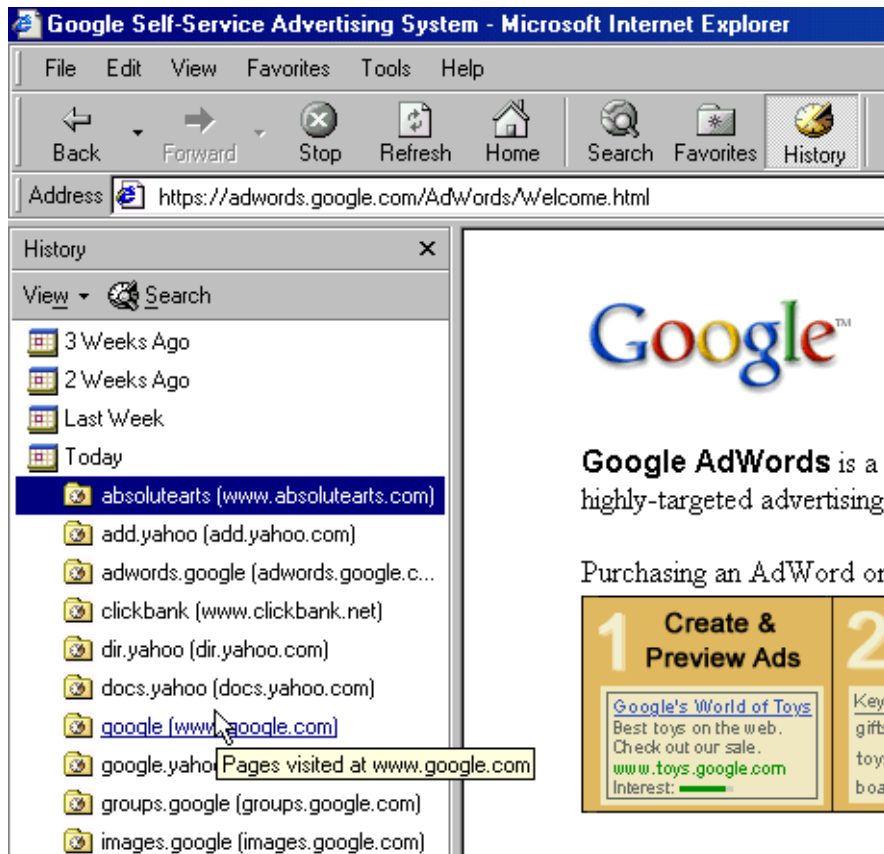 Google Self-Service Advertising System - Microsoft Internet Explorer
File Edit View Favorites Tools Help
Back Forward Stop Refresh Home Search Favorites History
Address https://adwords.google.com/AdWords/Welcome.html
History
View Search
3 Weeks Ago
2 Weeks Ago
Last Week
Today
absolutearts (www.absolutearts.com)
add.yahoo (add.yahoo.com)
adwords.google (adwords.google.c...
clickbank (www.clickbank.net)
dir.yahoo (dir.yahoo.com)
docs.yahoo (docs.yahoo.com)
google (www.google.com)
google.yaho
Pages visited at www.google.com
groups.google (groups.google.com)
images.google (images.google.com)
Google™
Google AdWords is a
highly-targeted advertising
Purchasing an AdWord or
1 Create &
Preview Ads
Google's World of Toys
Best toys on the web.
Check out our sale.
www.toys.google.com
Interest:
2
Key
gifts
toy
boa